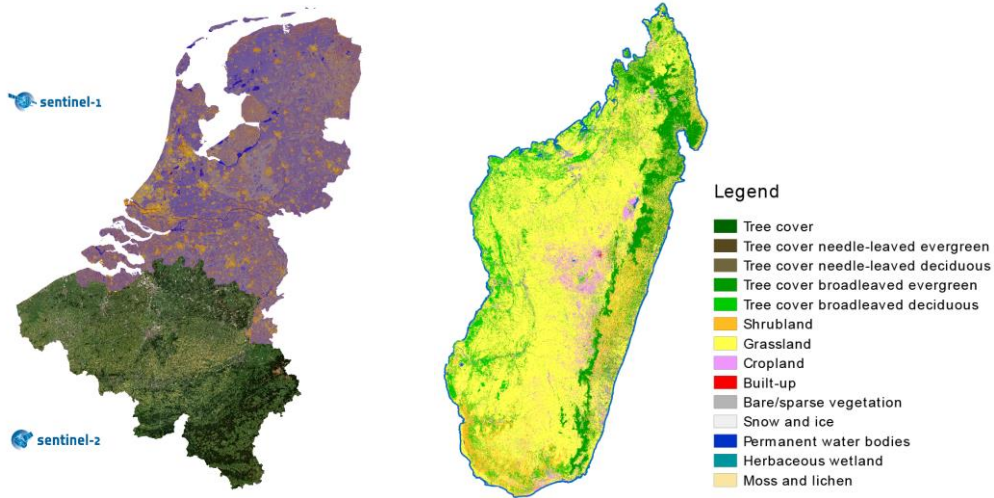 sentinel-1
sentinel-2
Legend
Tree cover
Tree cover needle-leaved evergreen
Tree cover needle-leaved deciduous
Tree cover broadleaved evergreen
Tree cover broadleaved deciduous
Shrubland
Grassland
Cropland
Built-up
Bare/sparse vegetation
Snow and ice
Permanent water bodies
Herbaceous wetland
Moss and lichen